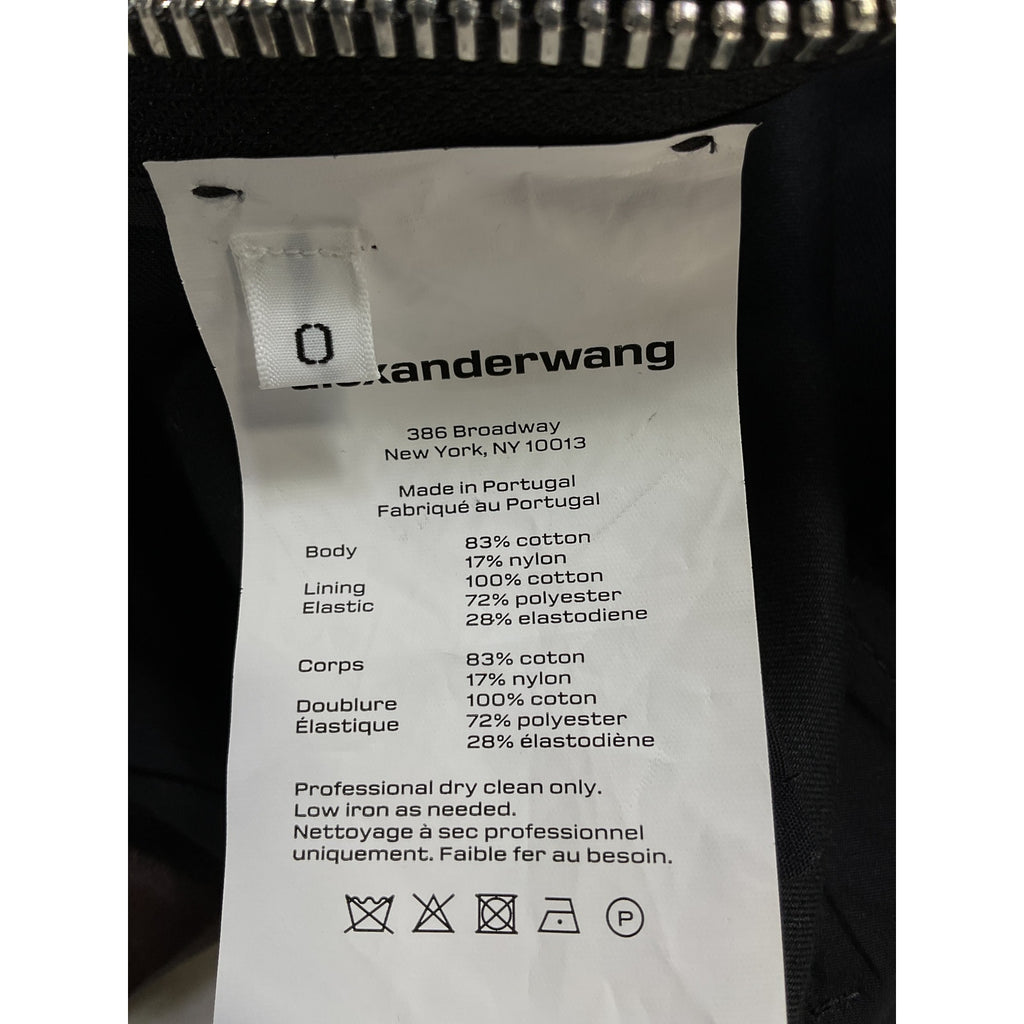 0
alexanderwang
386 Broadway
New York, NY 10013
Made in Portugal
Fabriqué au Portugal
Body 83% cotton
17% nylon
Lining 100% cotton
Elastic 72% polyester
28% elastodiene
Corps 83% coton
17% nylon
Doublure 100% coton
Élastique 72% polyester
28% élastodiène
Professional dry clean only.
Low iron as needed.
Nettoyage à sec professionnel
uniquement. Faible fer au besoin.
P